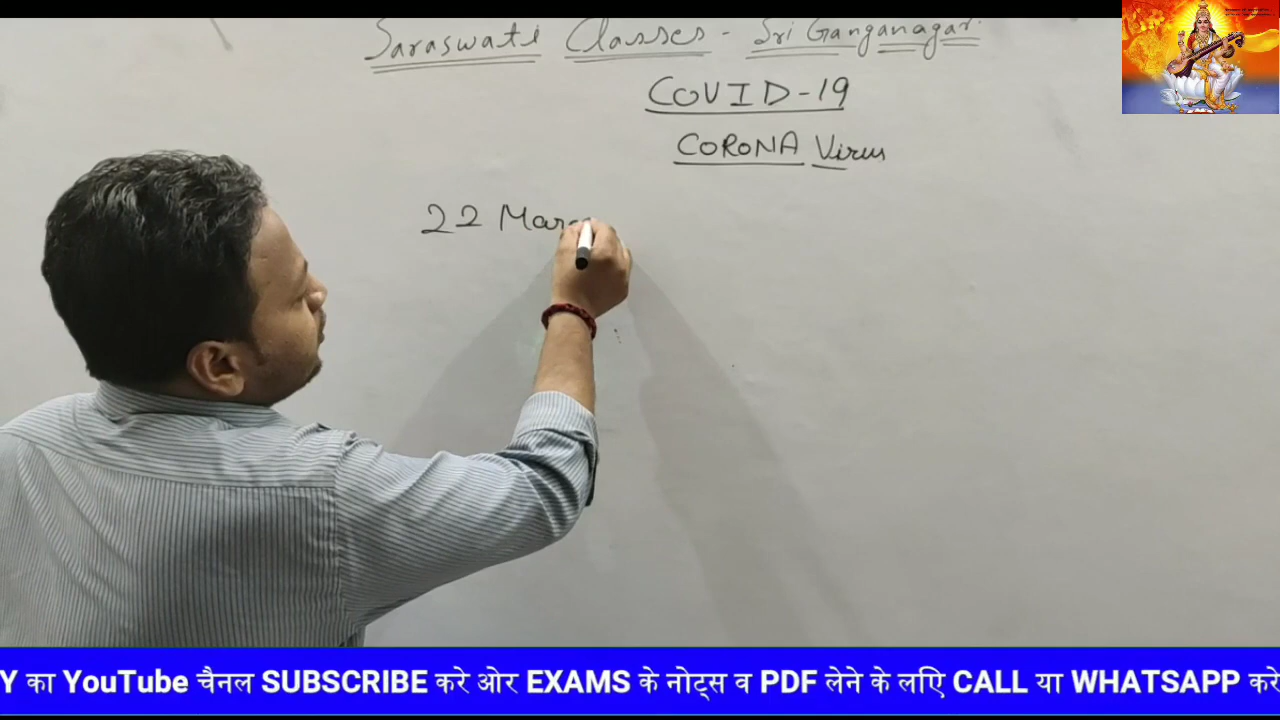 Saraswati Classes - Sri Ganganagar
COVID-19
CORONA Virus
22 Marc
Y का YouTube चैनल SUBSCRIBE करे ओर EXAMS के नोट्स व PDF लेने के लिए CALL या WHATSAPP करे